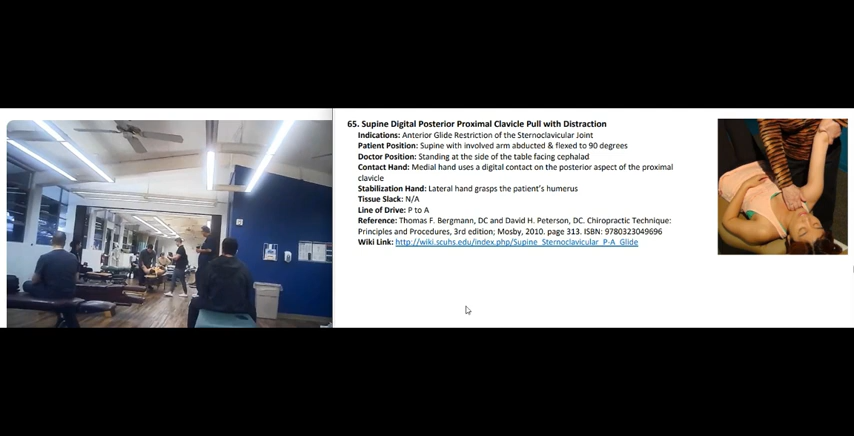 65. Supine Digital Posterior Proximal Clavicle Pull with Distraction
Indications: Anterior Glide Restriction of the Sternoclavicular Joint
Patient Position: Supine with involved arm abducted & flexed to 90 degrees
Doctor Position: Standing at the side of the table facing cephalad
Contact Hand: Medial hand uses a digital contact on the posterior aspect of the proximal
clavicle
Stabilization Hand: Lateral hand grasps the patient's humerus
Tissue Slack: N/A
Line of Drive: P to A
Reference: Thomas F. Bergmann, DC and David H. Peterson, DC. Chiropractic Technique:
Principles and Procedures, 3rd edition; Mosby, 2010. page 313. ISBN: 9780323049696
Wiki Link: http://wiki.scuhs.edu/index.php/Supine_Sternoclavicular_P-A_Glide